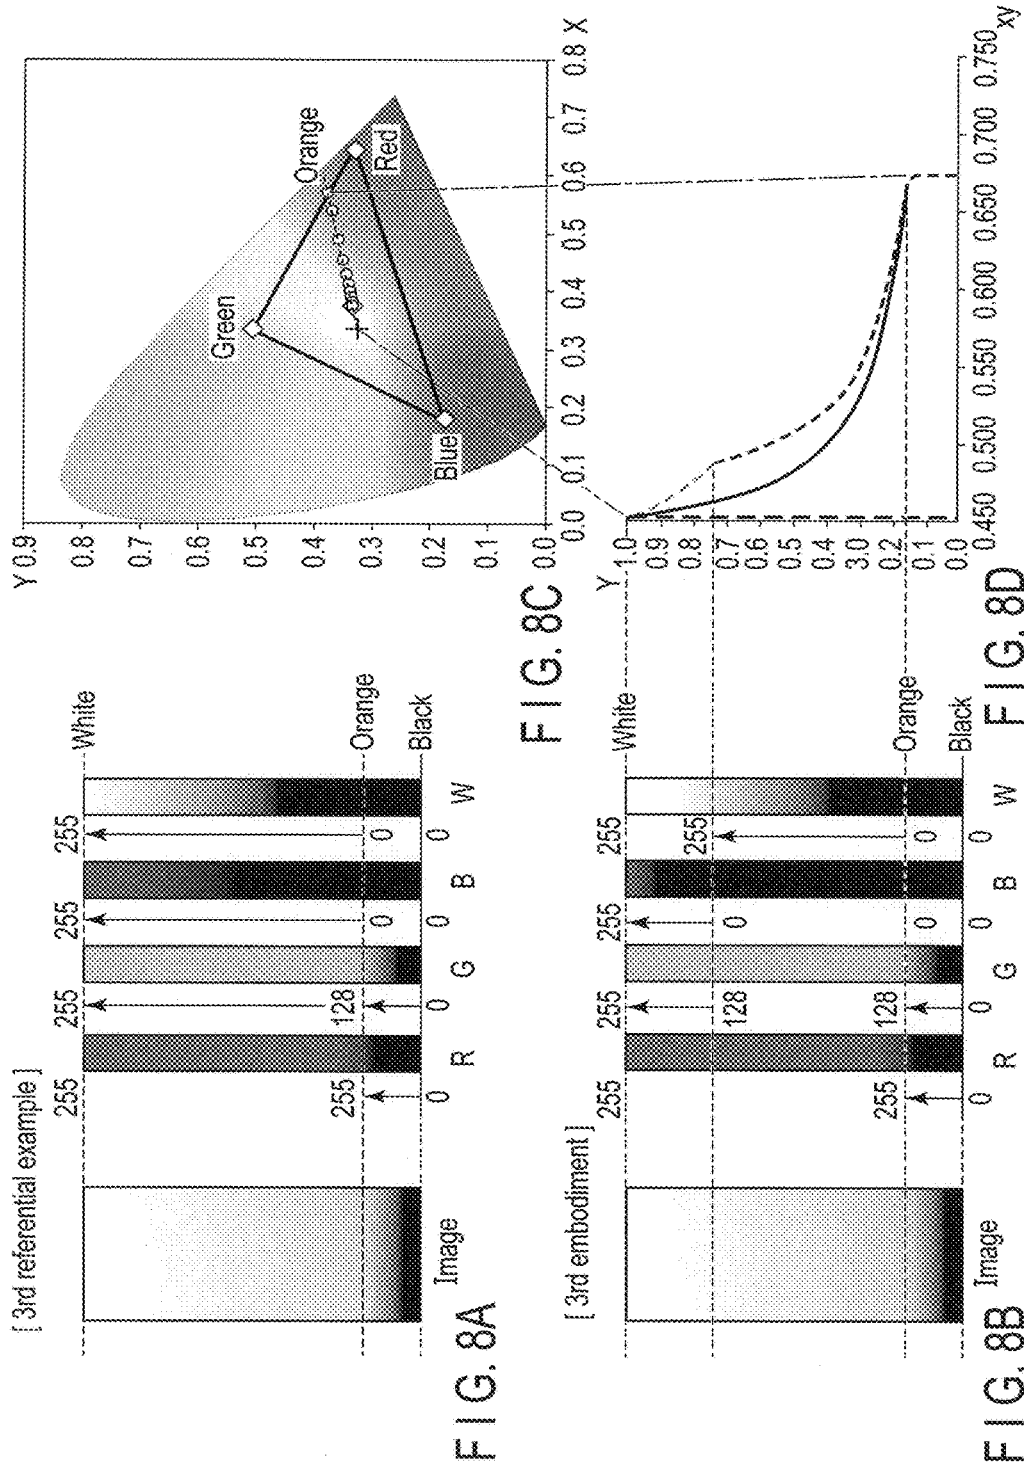 [ 3rd referential example ]
255
255
255
255
White
255
128
0
0
Orange
0
0
0
0
Black
Image
R
G
B
W
FIG. 8A
Y 0.9
0.8
0.7
0.6
0.5
0.4
0.3
0.2
0.1
0.0
0.0
0.1
0.2
0.3
0.4
0.5
0.6
0.7
0.8 X
Green
Orange
Red
Blue
FIG. 8C
[ 3rd embodiment ]
255
255
255
255
White
128
0
255
255
128
0
0
Orange
0
0
0
0
Black
Image
R
G
B
W
FIG. 8B
Y
1.0
0.9
0.8
0.7
0.6
0.5
0.4
3.0
0.2
0.1
0.0
0.450
0.500
0.550
0.600
0.650
0.700
0.750
xy
FIG. 8D